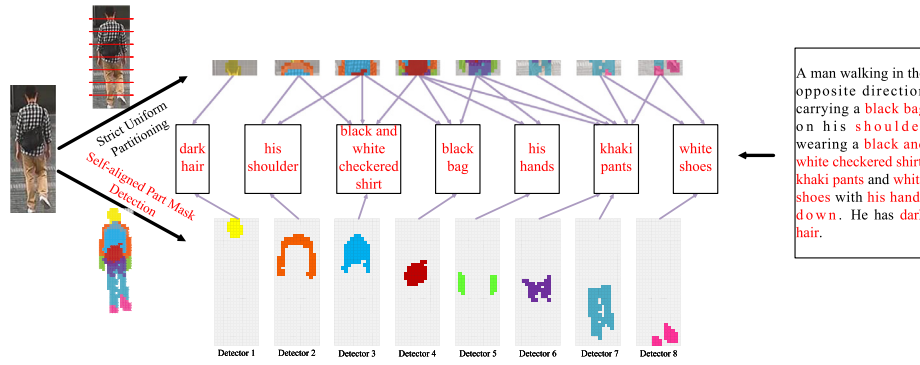 Strict Uniform
Partitioning
Self-aligned Part Mask
Detection
dark
hair
his
shoulder
black and
white
checkered
shirt
black
bag
his
hands
khaki
pants
white
shoes
A man walking in the
opposite direction
carrying a black bag
on his shoulder
wearing a black and
white checkered shirt
khaki pants and white
shoes with his hand
down. He has dark
hair.
Detector 1
Detector 2
Detector 3
Detector 4
Detector 5
Detector 6
Detector 7
Detector 8